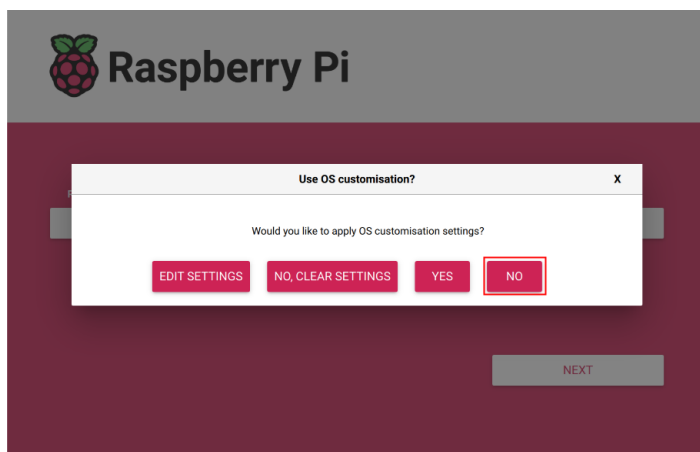 Raspberry Pi
Use OS customisation?
X
Would you like to apply OS customisation settings?
EDIT SETTINGS
NO, CLEAR SETTINGS
YES
NO
NEXT